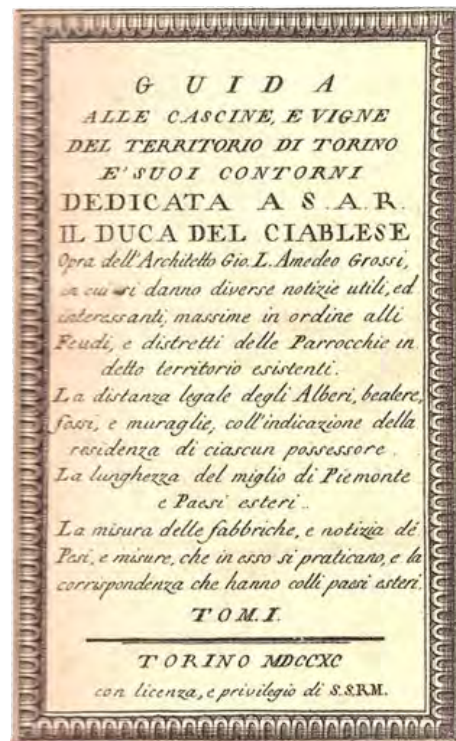 GUIDA
ALLE CASCINE, E VIGNE
DEL TERRITORIO DI TORINO
E' SUOI CONTORNI
DEDICATA A S.A.R.
IL DUCA DEL CIABLESE
Opra dell'Architetto Gio. L. Amedeo Grossi,
in cui si danno diverse notizie utili, ed
interessanti, massime in ordine alli
Feudi, e distretti delle Parrocchie in
detto territorio esistenti.
La distanza legale degli Alberi, bealere,
fossi, e muraglie, coll'indicazione della
residenza di ciascun possessore.
La lunghezza del miglio di Piemonte
e Paesi esteri..
La misura delle fabbriche, e notizia dé
Pesi, e misure, che in esso si praticano, e la
corrispondenza che hanno colli paesi esteri.
TOM. I.
TORINO MDCCXC
con licenza, e privilegio di S.S.R.M.